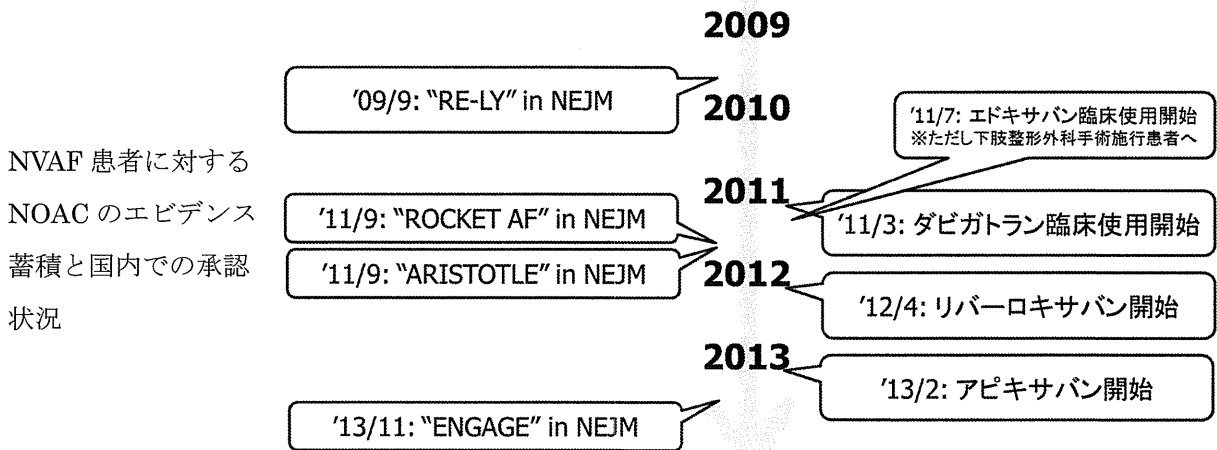 NVAF 患者に対する
NOAC のエビデンス
蓄積と国内での承認
状況
2009
'09/9: “RE-LY” in NEJM
2010
'11/7: エドキサバン臨床使用開始
※ただし下肢整形外科手術施行患者へ
2011
'11/3: ダビガトラン臨床使用開始
'11/9: “ROCKET AF” in NEJM
'11/9: “ARISTOTLE” in NEJM
2012
'12/4: リバーロキサバン開始
2013
'13/2: アピキサバン開始
'13/11: “ENGAGE” in NEJM